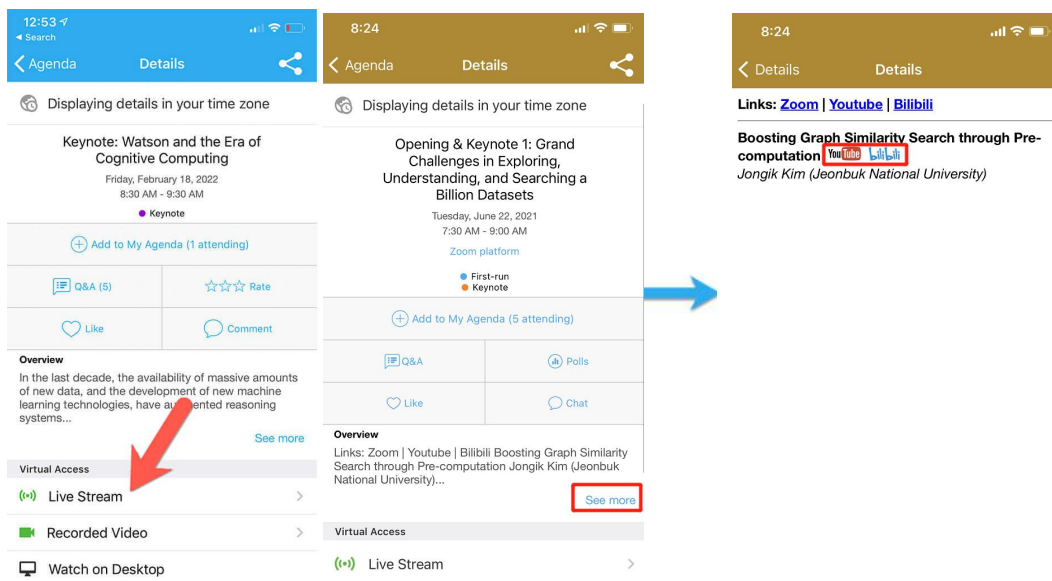 12:53
Search
Agenda
Details
Displaying details in your time zone
Keynote: Watson and the Era of
Cognitive Computing
Friday, February 18, 2022
8:30 AM - 9:30 AM
Keynote
Add to My Agenda (1 attending)
Q&A (5)
Rate
Like
Comment
Overview
In the last decade, the availability of massive amounts
of new data, and the development of new machine
learning technologies, have augmented reasoning
systems...
See more
Virtual Access
Live Stream
Recorded Video
Watch on Desktop
8:24
Agenda
Details
Displaying details in your time zone
Opening & Keynote 1: Grand
Challenges in Exploring,
Understanding, and Searching a
Billion Datasets
Tuesday, June 22, 2021
7:30 AM - 9:00 AM
Zoom platform
First-run
Keynote
Add to My Agenda (5 attending)
Q&A
Polls
Like
Chat
Overview
Links: Zoom | Youtube | Bilibili Boosting Graph Similarity
Search through Pre-computation Jongik Kim (Jeonbuk
National University)...
See more
Virtual Access
Live Stream
8:24
Details
Details
Links: Zoom | Youtube | Bilibili
Boosting Graph Similarity Search through Pre-
computation YouTube bilibili
Jongik Kim (Jeonbuk National University)